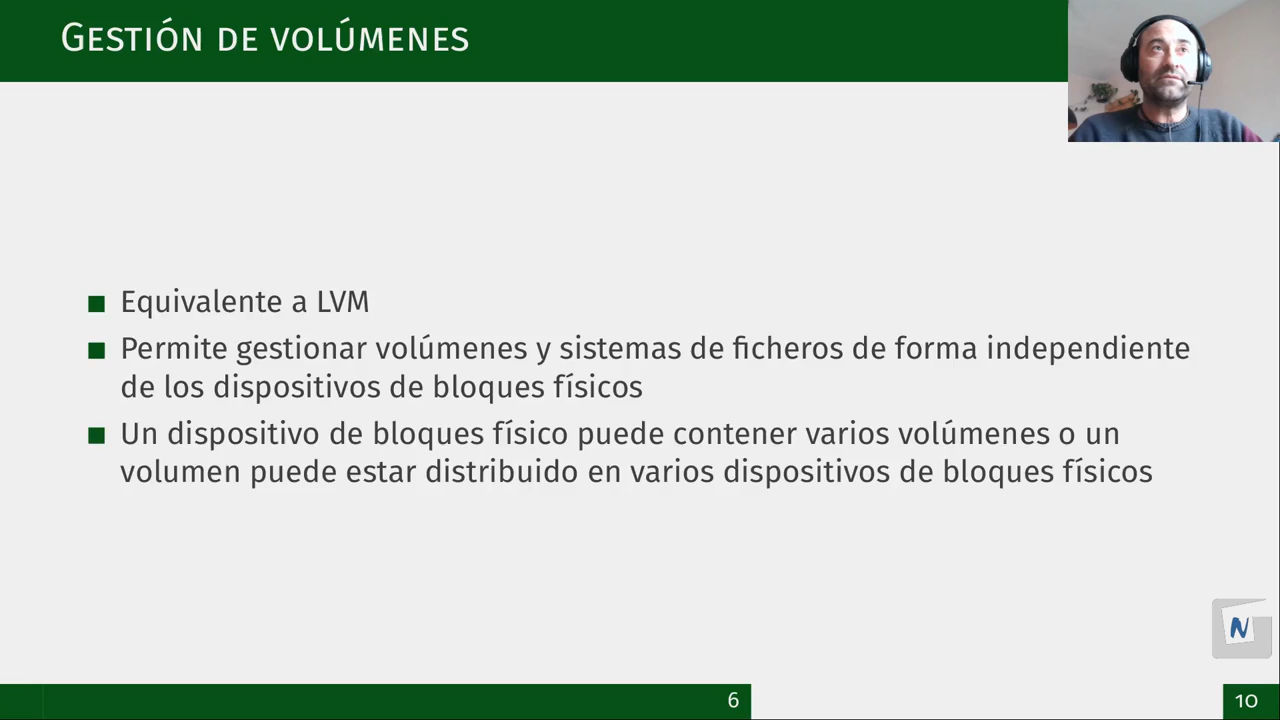 Gestión de volúmenes
Equivalente a LVM
Permite gestionar volúmenes y sistemas de ficheros de forma independiente
de los dispositivos de bloques físicos
Un dispositivo de bloques físico puede contener varios volúmenes o un
volumen puede estar distribuido en varios dispositivos de bloques físicos
N
6
10